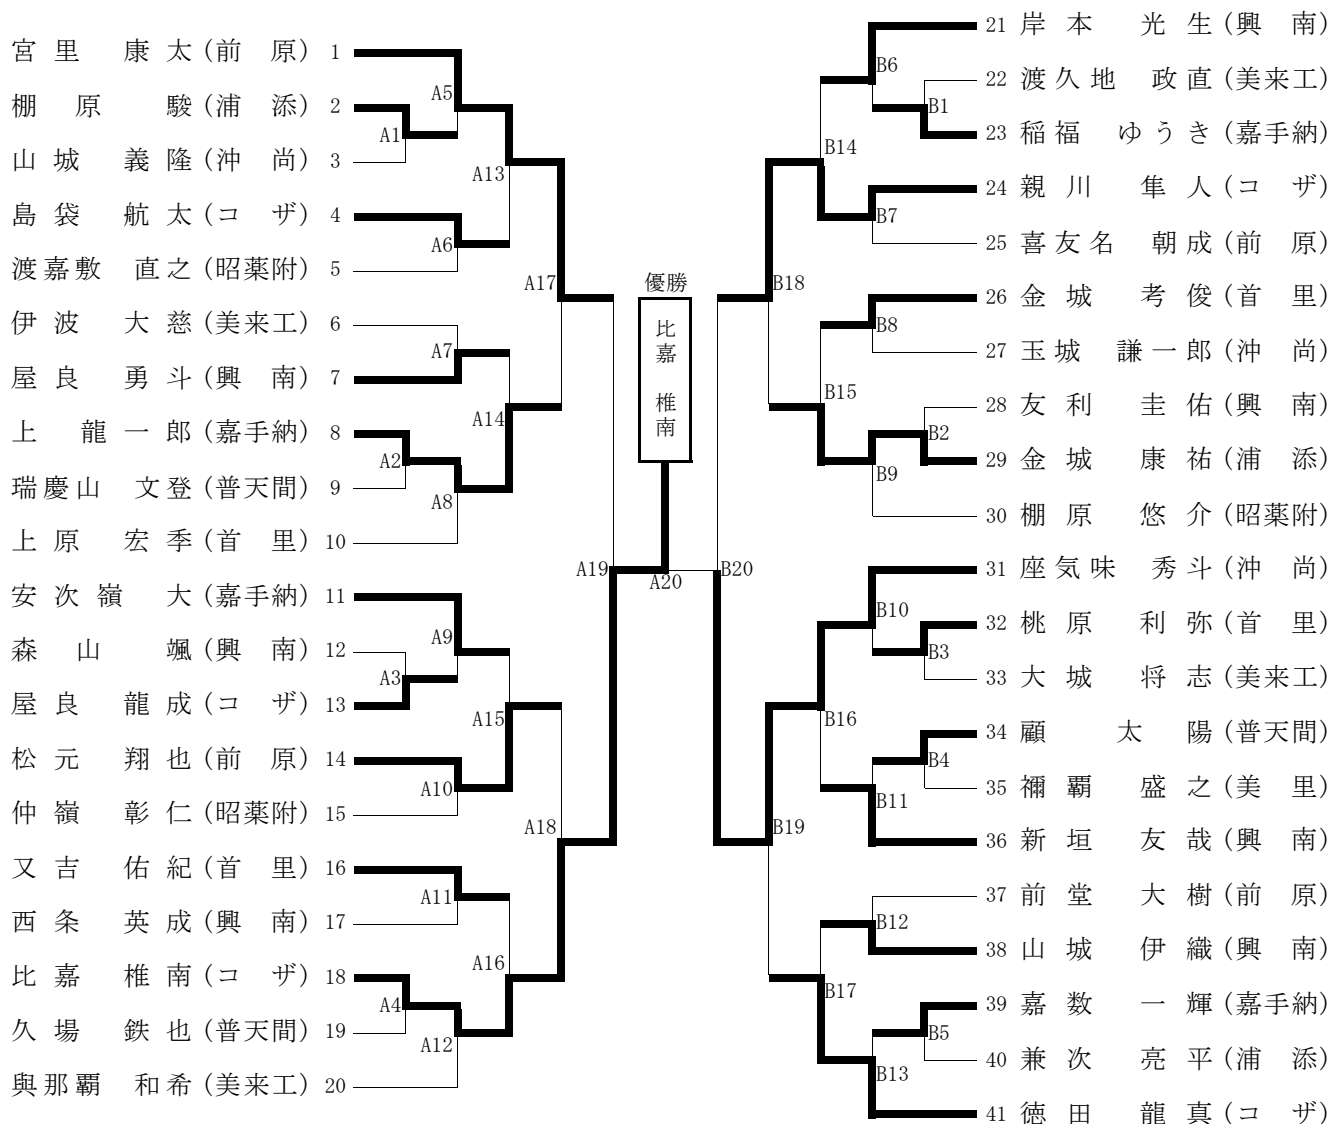 宮里 康太(前 原) 1
棚原 駿(浦 添) 2
山城 義隆(沖 尚) 3
島袋 航太(コ ザ) 4
渡嘉敷 直之(昭薬附) 5
伊波 大慈(美来工) 6
屋良 勇斗(興 南) 7
上 龍一郎(嘉手納) 8
瑞慶山 文登(普天間) 9
上原 宏季(首 里) 10
安次嶺 大(嘉手納) 11
森山 颯(興 南) 12
屋良 龍成(コ ザ) 13
松元 翔也(前 原) 14
仲嶺 彰仁(昭薬附) 15
又吉 佑紀(首 里) 16
西条 英成(興 南) 17
比嘉 椎南(コ ザ) 18
久場 鉄也(普天間) 19
與那覇 和希(美来工) 20
A1
A2
A3
A4
A5
A6
A7
A8
A9
A10
A11
A12
A13
A14
A15
A16
A17
A18
A19
優勝
比嘉 椎南
A20
B20
B18
B19
B14
B15
B16
B17
B6
B7
B8
B9
B10
B11
B12
B13
B1
B2
B3
B4
B5
21 岸本 光生(興 南)
22 渡久地 政直(美来工)
23 稲福 ゆうき(嘉手納)
24 親川 隼人(コ ザ)
25 喜友名 朝成(前 原)
26 金城 考俊(首 里)
27 玉城 謙一郎(沖 尚)
28 友利 圭佑(興 南)
29 金城 康祐(浦 添)
30 棚原 悠介(昭薬附)
31 座気味 秀斗(沖 尚)
32 桃原 利弥(首 里)
33 大城 将志(美来工)
34 顧 太陽(普天間)
35 禰覇 盛之(美 里)
36 新垣 友哉(興 南)
37 前堂 大樹(前 原)
38 山城 伊織(興 南)
39 嘉数 一輝(嘉手納)
40 兼次 亮平(浦 添)
41 徳田 龍真(コ ザ)